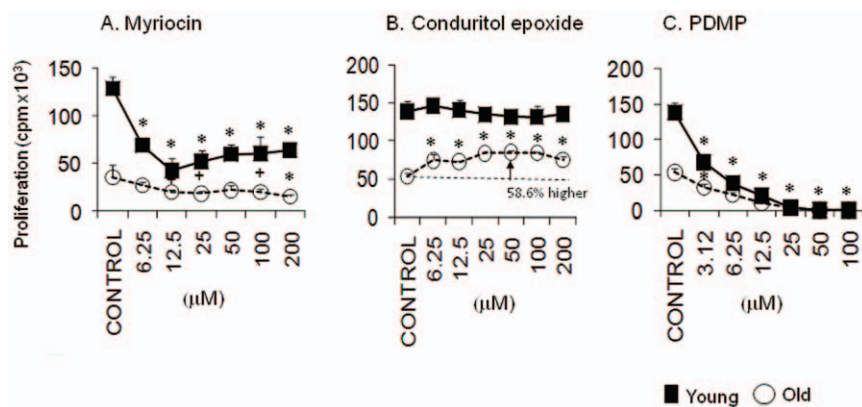 A. Myriocin
B. Conduritol epoxide
C. PDMP
Proliferation (cpm x10³)
150
100
50
0
* * * * * * *
+ +
CONTROL
6.25
12.5
25
50
100
200
(µM)
200
150
100
50
0
* * * * * *
58.6% higher
CONTROL
6.25
12.5
25
50
100
200
(µM)
200
150
100
50
0
* * * * * * *
CONTROL
3.12
6.25
12.5
25
50
100
(µM)
Young Old